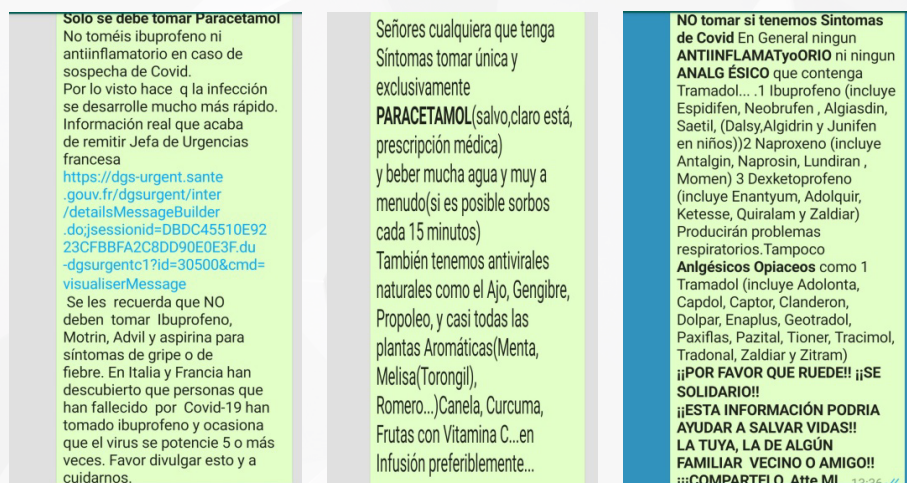 Solo se debe tomar Paracetamol
No toméis ibuprofeno ni
antiinflamatorio en caso de
sospecha de Covid.
Por lo visto hace q la infección
se desarrolle mucho más rápido.
Información real que acaba
de remitir Jefa de Urgencias
francesa
https://dgs-urgent.sante
.gouv.fr/dgsurgent/inter
/detailsMessageBuilder
.do;jsessionid=DBDC45510E92
23CFBBFA2C8DD90E0E3F.du
-dgsurgentc1?id=30500&cmd=
visualiserMessage
Se les recuerda que NO
deben tomar Ibuprofeno,
Motrin, Advil y aspirina para
síntomas de gripe o de
fiebre. En Italia y Francia han
descubierto que personas que
han fallecido por Covid-19 han
tomado ibuprofeno y ocasiona
que el virus se potencie 5 o más
veces. Favor divulgar esto y a
cuidarnos.
Señores cualquiera que tenga
Síntomas tomar única y
exclusivamente
PARACETAMOL(salvo,claro está,
prescripción médica)
y beber mucha agua y muy a
menudo(si es posible sorbos
cada 15 minutos)
También tenemos antivirales
naturales como el Ajo, Gengibre,
Propoleo, y casi todas las
plantas Aromáticas(Menta,
Melisa(Torongil),
Romero...)Canela, Curcuma,
Frutas con Vitamina C...en
Infusión preferiblemente...
NO tomar si tenemos Sintomas
de Covid En General ningun
ANTIINFLAMATyoORIO ni ningun
ANALG ÉSICO que contenga
Tramadol... .1 Ibuprofeno (incluye
Espidifen, Neobrufen , Algiasdin,
Saetil, (Dalsy,Algidrin y Junifen
en niños))2 Naproxeno (incluye
Antalgin, Naprosin, Lundiran ,
Momen) 3 Dexketoprofeno
(incluye Enantyum, Adolquir,
Ketesse, Quiralam y Zaldiar)
Producirán problemas
respiratorios.Tampoco
Anlgésicos Opiaceos como 1
Tramadol (incluye Adolonta,
Capdol, Captor, Clanderon,
Dolpar, Enaplus, Geotradol,
Paxiflas, Pazital, Tioner, Tracimol,
Tradonal, Zaldiar y Zitram)
¡¡POR FAVOR QUE RUEDE!! ¡¡SE
SOLIDARIO!!
¡¡ESTA INFORMACIÓN PODRIA
AYUDAR A SALVAR VIDAS!!
LA TUYA, LA DE ALGÚN
FAMILIAR VECINO O AMIGO!!
¡¡¡COMPARTELO Atte MI